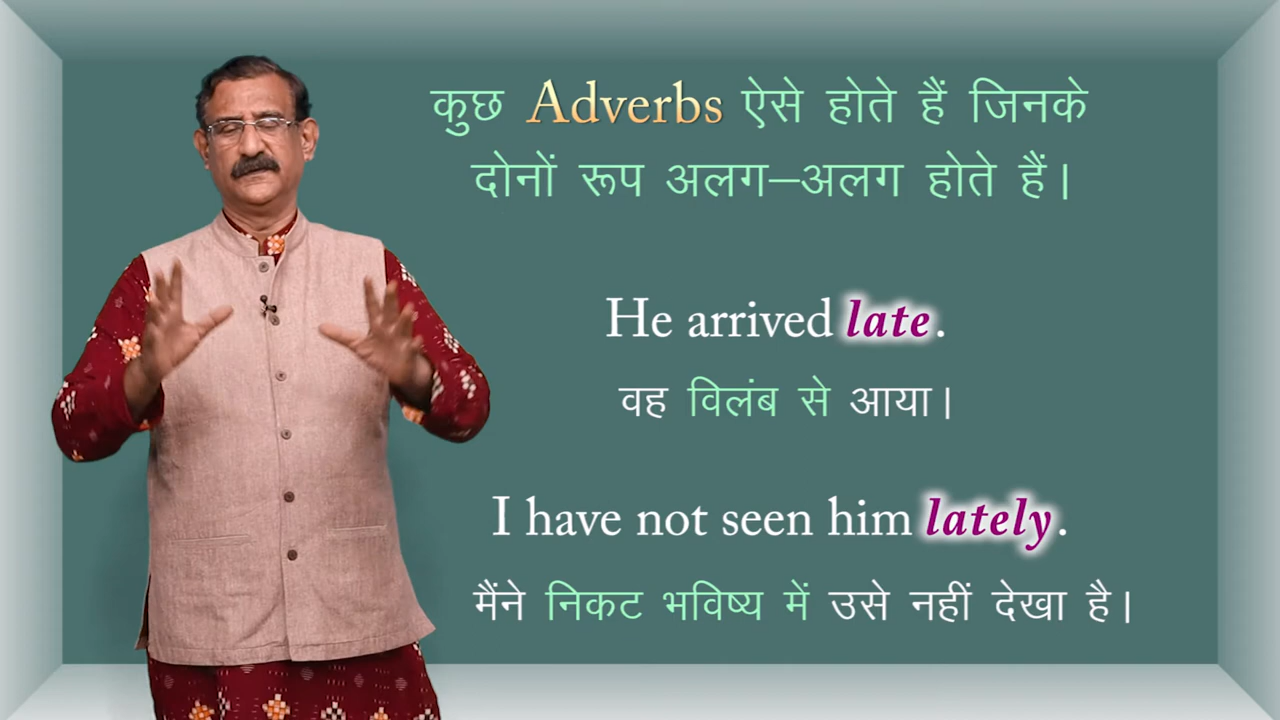 कुछ Adverbs ऐसे होते हैं जिनके
दोनों रूप अलग–अलग होते हैं।
He arrived late.
वह विलंब से आया।
I have not seen him lately.
मैंने निकट भविष्य में उसे नहीं देखा है।